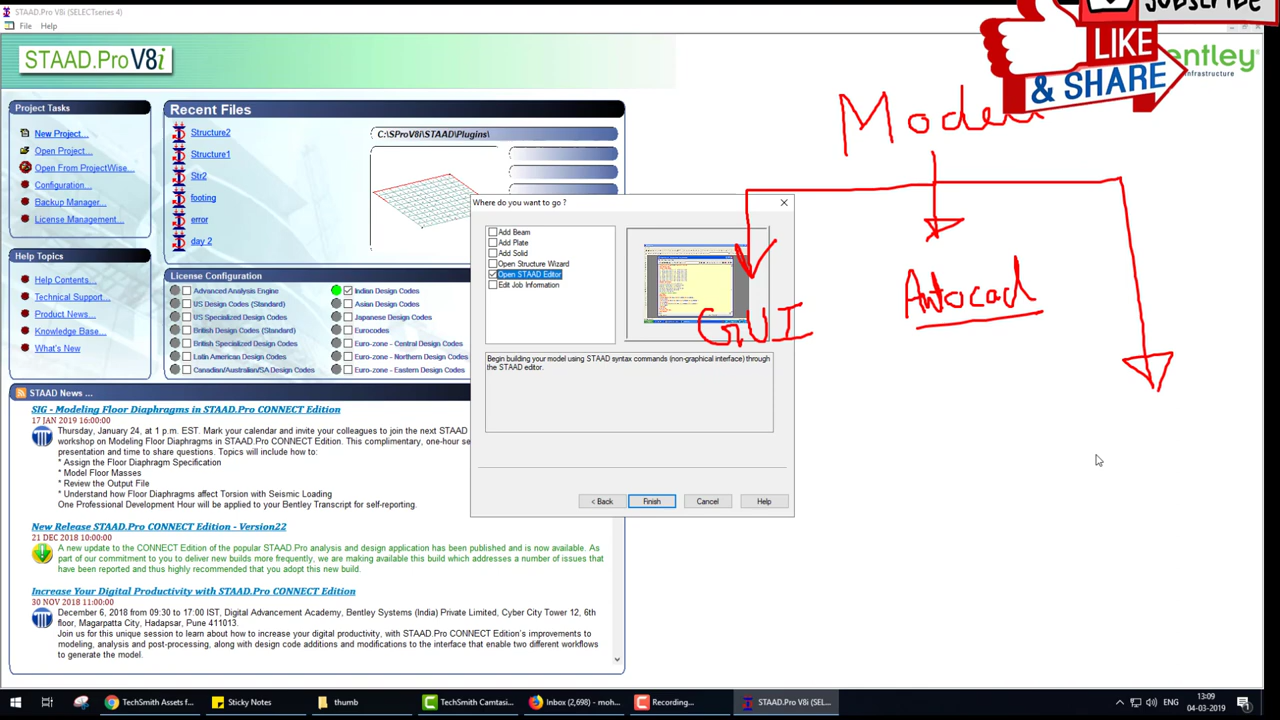 STAAD.Pro V8i (SELECTseries 4)
File Help
STAAD.Pro V8i
SUBSCRIBE
LIKE
& SHARE
Bentley
Infrastructure
Model
GUI
Autocad
Project Tasks
New Project...
Open Project...
Open From ProjectWise...
Configuration...
Backup Manager...
License Management...
Help Topics
Help Contents...
Technical Support...
Product News...
Knowledge Base...
What's New
Recent Files
Structure2
Structure1
Str2
footing
error
day 2
C:\SProV8i\STAAD\Plugins\
License Configuration
Advanced Analysis Engine
US Design Codes (Standard)
US Specialized Design Codes
British Design Codes (Standard)
British Specialized Design Codes
Latin American Design Codes
Canadian/Australian/SA Design Codes
Indian Design Codes
Asian Design Codes
Japanese Design Codes
Eurocodes
Euro-zone - Central Design Codes
Euro-zone - Northern Design Codes
Euro-zone - Eastern Design Codes
STAAD News ...
SIG - Modeling Floor Diaphragms in STAAD.Pro CONNECT Edition
17 JAN 2019 16:00:00
Thursday, January 24, at 1 p.m. EST. Mark your calendar and invite your colleagues to join the next STAAD
workshop on Modeling Floor Diaphragms in STAAD.Pro CONNECT Edition. This complimentary, one-hour se
presentation and time to share questions. Topics will include how to:
* Assign the Floor Diaphragm Specification
* Model Floor Masses
* Review the Output File
* Understand how Floor Diaphragms affect Torsion with Seismic Loading
One Professional Development Hour will be applied to your Bentley Transcript for self-reporting.
New Release STAAD.Pro CONNECT Edition - Version22
21 DEC 2018 10:00:00
A new update to the CONNECT Edition of the popular STAAD.Pro analysis and design application has been published and is now available. As
part of our commitment to you to deliver new builds more frequently, we are making available this build which addresses a number of issues that
have been reported and thus highly recommended that you adopt this new build.
Increase Your Digital Productivity with STAAD.Pro CONNECT Edition
30 NOV 2018 11:00:00
December 6, 2018 from 09:30 to 17:00 IST, Digital Advancement Academy, Bentley Systems (India) Private Limited, Cyber City Tower 12, 6th
floor, Magarpatta City, Hadapsar, Pune 411013.
Join us for this unique session to learn about how to increase your digital productivity, with STAAD.Pro CONNECT Edition's improvements to
modeling, analysis and post-processing, along with design code additions and modifications to the interface that enable two different workflows
to generate the model.
Where do you want to go ?
Add Beam
Add Plate
Add Solid
Open Structure Wizard
Open STAAD Editor
Edit Job Information
Begin building your model using STAAD syntax commands (non-graphical interface) through
the STAAD editor.
< Back Finish Cancel Help
TechSmith Assets f... Sticky Notes thumb TechSmith Camtasi... Inbox (2,698) - moh... Recording... STAAD.Pro V8i (SEL... ENG 13:09
04-03-2019